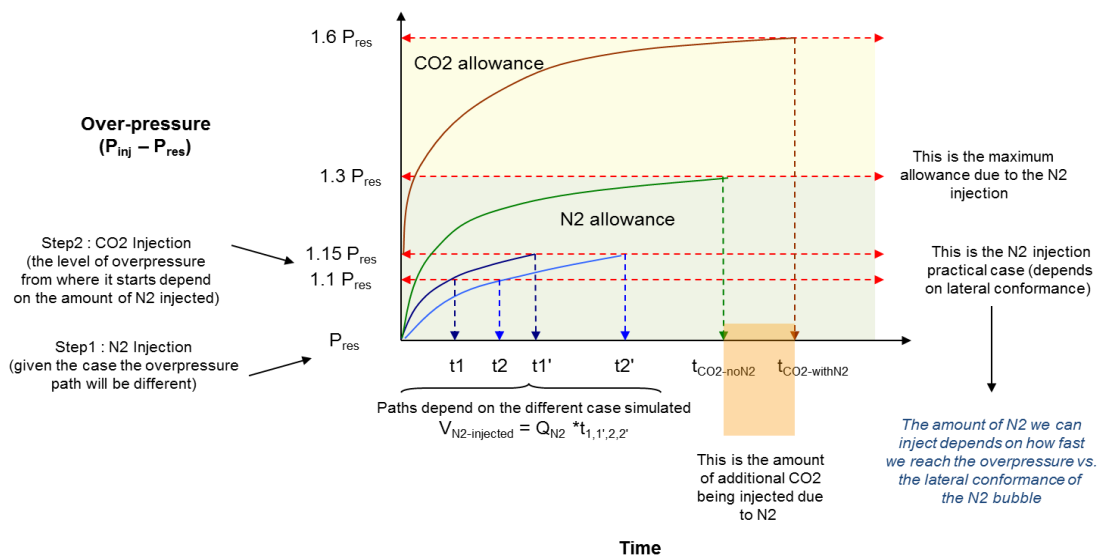 1.6 Pres
CO2 allowance
Over-pressure
(Pinj – Pres)
1.3 Pres
This is the maximum
allowance due to the N2
injection
N2 allowance
Step2 : CO2 Injection
(the level of overpressure
from where it starts depend
on the amount of N2 injected)
1.15 Pres
1.1 Pres
This is the N2 injection
practical case (depends
on lateral conformance)
Step1 : N2 Injection
(given the case the overpressure
path will be different)
Pres
t1 t2 t1' t2' tCO2-noN2 tCO2-withN2
Paths depend on the different case simulated
VN2-injected = QN2 *t1,1',2,2'
This is the amount
of additional CO2
being injected due
to N2
The amount of N2 we can
inject depends on how fast
we reach the overpressure vs.
the lateral conformance of
the N2 bubble
Time